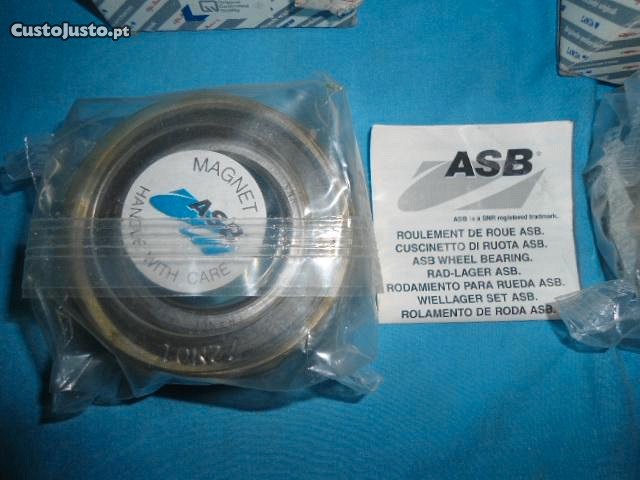 CustoJusto.pt
MAGNET
ASB
HANDLE WITH CARE
ASB
ASB is a SNR registered trademark.
ROULEMENT DE ROUE ASB.
CUSCINETTO DI RUOTA ASB.
ASB WHEEL BEARING.
RAD-LAGER ASB.
RODAMIENTO PARA RUEDA ASB.
WIELLAGER SET ASB.
ROLAMENTO DE RODA ASB.